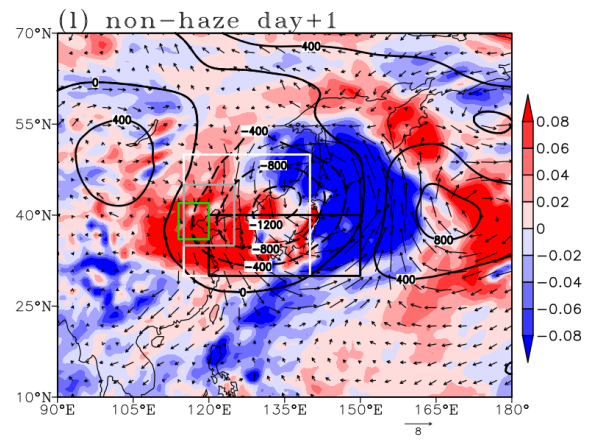 (l) non-haze day+1
70°N
55°N
40°N
25°N
10°N
90°E
105°E
120°E
135°E
150°E
165°E
180°
400
0
400
-400
-800
-1200
-800
-400
0
800
400
0.08
0.06
0.04
0.02
0
-0.02
-0.04
-0.06
-0.08
8